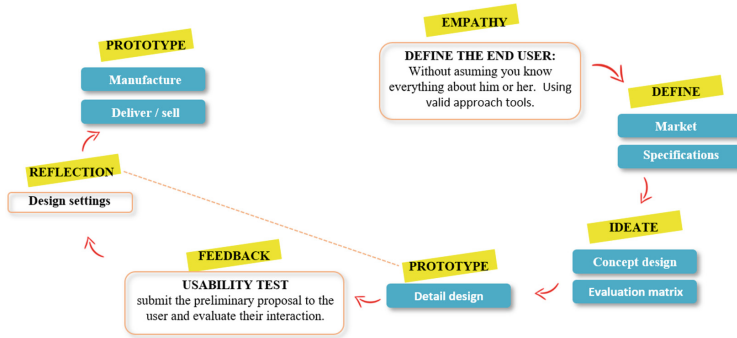 EMPATHY
DEFINE THE END USER:
Without asuming you know
everything about him or her. Using
valid approach tools.
DEFINE
Market
Specifications
IDEATE
Concept design
Evaluation matrix
PROTOTYPE
Detail design
FEEDBACK
USABILITY TEST
submit the preliminary proposal to the
user and evaluate their interaction.
REFLECTION
Design settings
PROTOTYPE
Manufacture
Deliver / sell